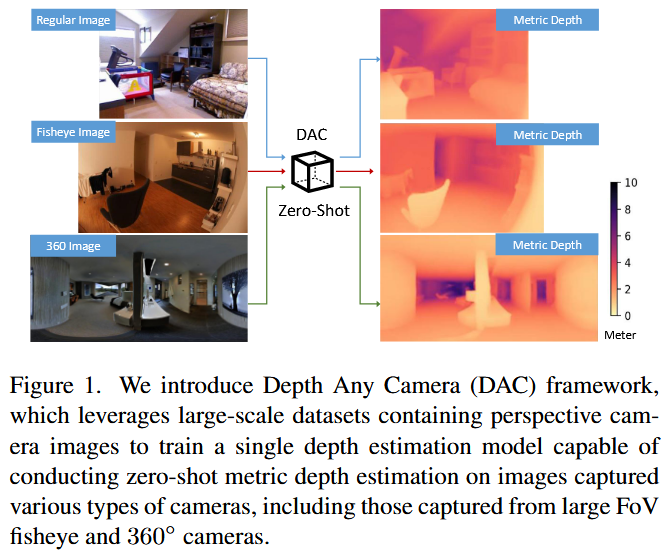 Regular Image
Metric Depth
DAC
Fisheye Image
Metric Depth
Zero-Shot
360 Image
Metric Depth
10
8
6
4
2
0
Meter
Figure 1. We introduce Depth Any Camera (DAC) framework,
which leverages large-scale datasets containing perspective cam-
era images to train a single depth estimation model capable of
conducting zero-shot metric depth estimation on images captured
various types of cameras, including those captured from large FoV
fisheye and 360° cameras.